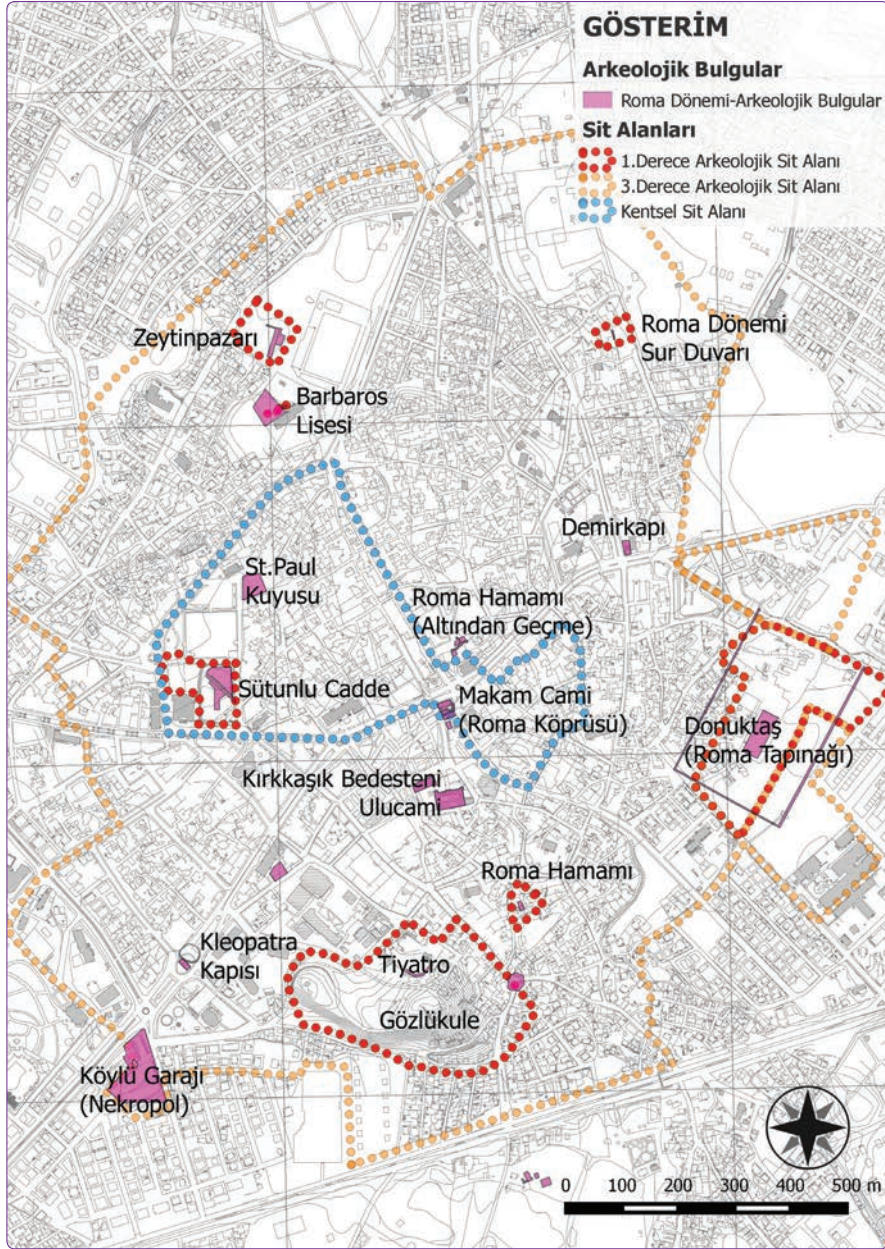 GÖSTERİM
Arkeolojik Bulgular
Roma Dönemi-Arkeolojik Bulgular
Sit Alanları
1.Derece Arkeolojik Sit Alanı
3.Derece Arkeolojik Sit Alanı
Kentsel Sit Alanı
Zeytinpazarı
Roma Dönemi
Sur Duvarı
Barbaros
Lisesi
Demirkapı
St.Paul
Kuyusu
Roma Hamamı
(Altından Geçme)
Sütunlu Cadde
Makam Cami
(Roma Köprüsü)
Donuktaş
(Roma Tapınağı)
Kırkkaşık Bedesteni
Ulucami
Roma Hamamı
Kleopatra
Kapısı
Tiyatro
Gözlükule
Köylü Garajı
(Nekropol)
0 100 200 300 400 500 m